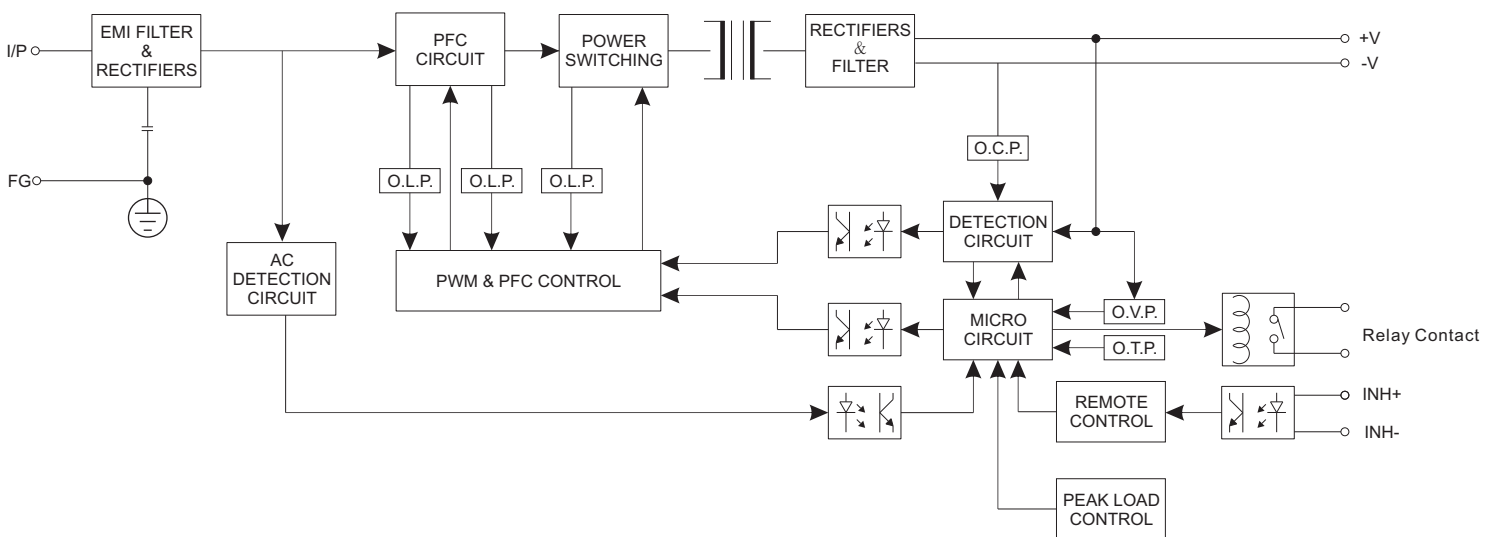 I/P
EMI FILTER
&
RECTIFIERS
PFC
CIRCUIT
POWER
SWITCHING
RECTIFIERS
&
FILTER
+V
-V
O.C.P.
FG
O.L.P.
O.L.P.
O.L.P.
AC
DETECTION
CIRCUIT
PWM & PFC CONTROL
DETECTION
CIRCUIT
MICRO
CIRCUIT
O.V.P.
O.T.P.
Relay Contact
REMOTE
CONTROL
INH+
INH-
PEAK LOAD
CONTROL